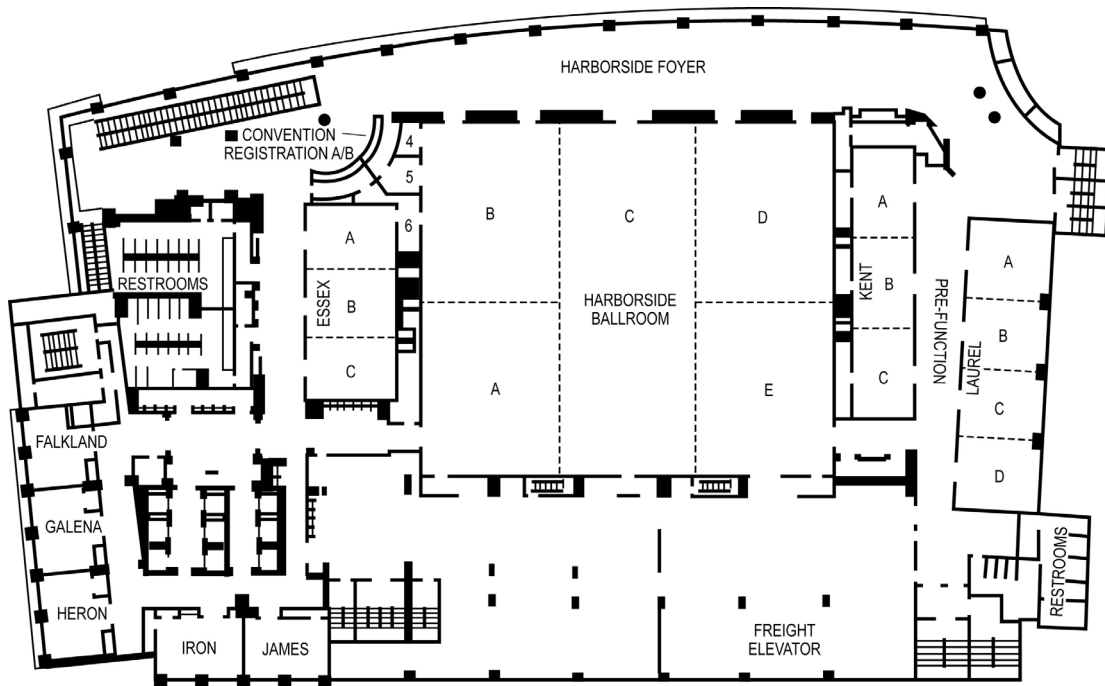 HARBORSIDE FOYER
CONVENTION
REGISTRATION A/B
4
5
6
A
B
C
ESSEX
B
C
D
HARBORSIDE
BALLROOM
A
E
A
B
C
KENT
PRE-FUNCTION
A
B
C
D
LAUREL
RESTROOMS
FALKLAND
GALENA
HERON
IRON
JAMES
FREIGHT
ELEVATOR
RESTROOMS